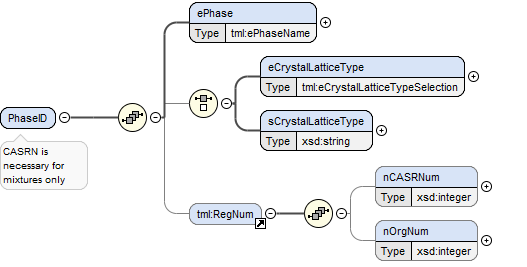 ePhase
Type tml:ePhaseName
eCrystalLatticeType
Type tml:eCrystalLatticeTypeSelection
PhaseID
sCrystalLatticeType
Type xsd:string
CASRN is
necessary for
mixtures only
nCASRNum
Type xsd:integer
tml:RegNum
nOrgNum
Type xsd:integer